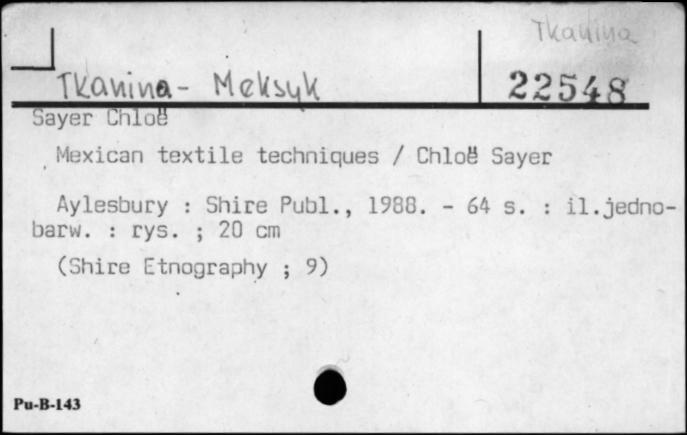 Tkanina
Tkanina - Meksyk 22548
Sayer Chloë
Mexican textile techniques / Chloë Sayer
Aylesbury : Shire Publ., 1988. - 64 s. : il.jedno-
barw. : rys. ; 20 cm
(Shire Etnography ; 9)
Pu-B-143